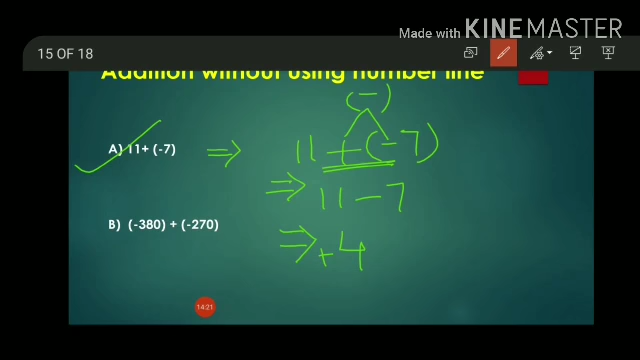 Made with KINEMASTER
15 OF 18
Addition without using number line
(-)
A) 11+ (-7) ⇒ 11 + (-7)
⇒ 11 - 7
B) (-380) + (-270)
⇒ +4
14:21